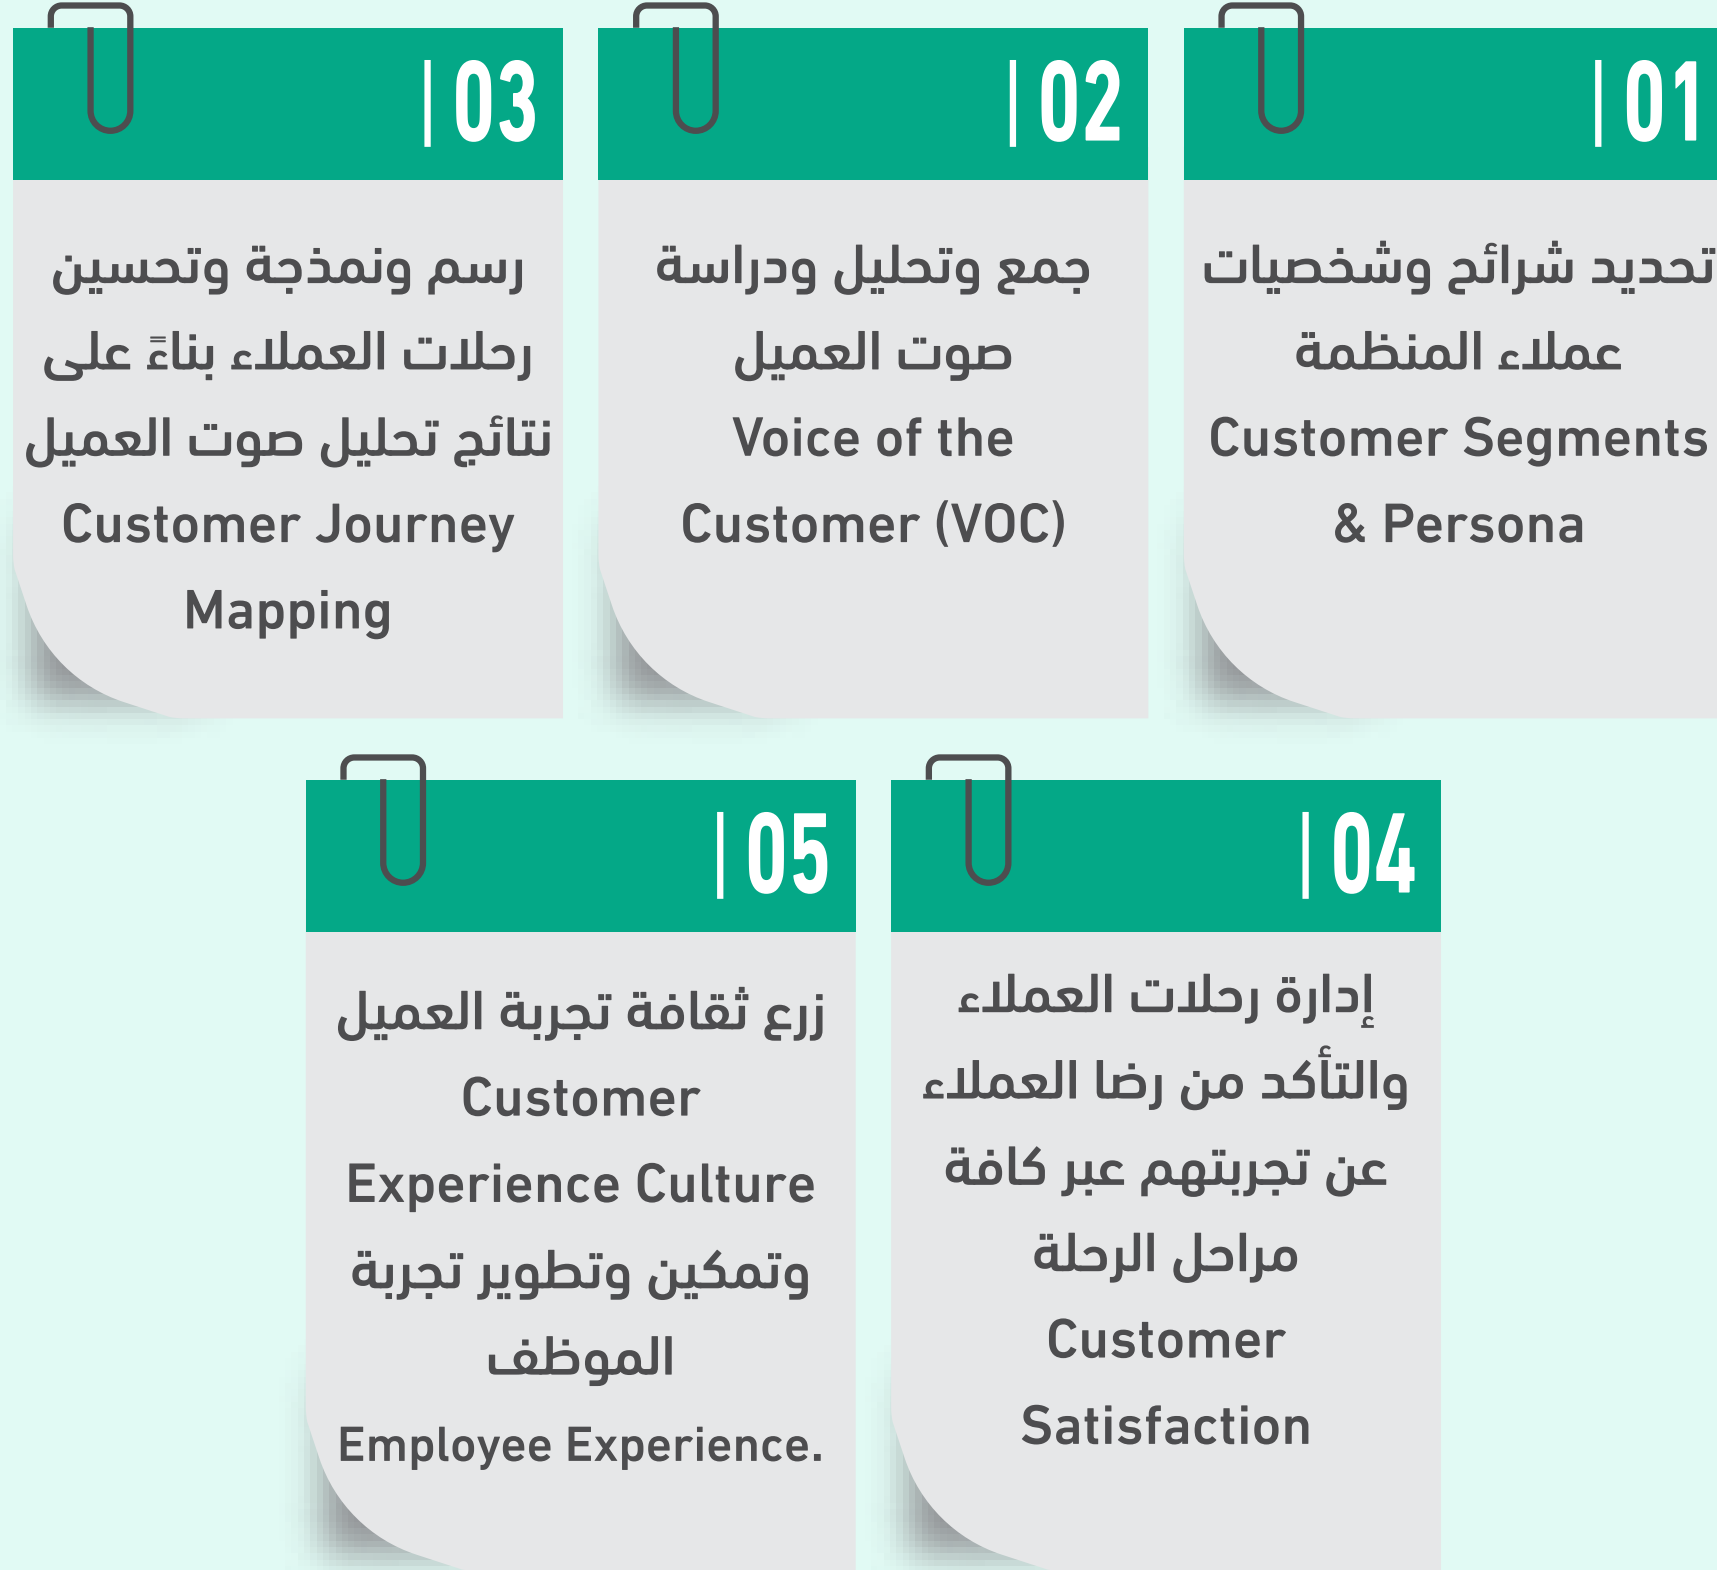 01
تحديد شرائح وشخصيات
عملاء المنظمة
Customer Segments
& Persona
02
جمع وتحليل ودراسة
صوت العميل
Voice of the
Customer (VOC)
03
رسم ونمذجة وتحسين
رحلات العملاء بناءً على
نتائج تحليل صوت العميل
Customer Journey
Mapping
04
إدارة رحلات العملاء
والتأكد من رضا العملاء
عن تجربتهم عبر كافة
مراحل الرحلة
Customer
Satisfaction
05
زرع ثقافة تجربة العميل
Customer
Experience Culture
وتمكين وتطوير تجربة
الموظف
Employee Experience.